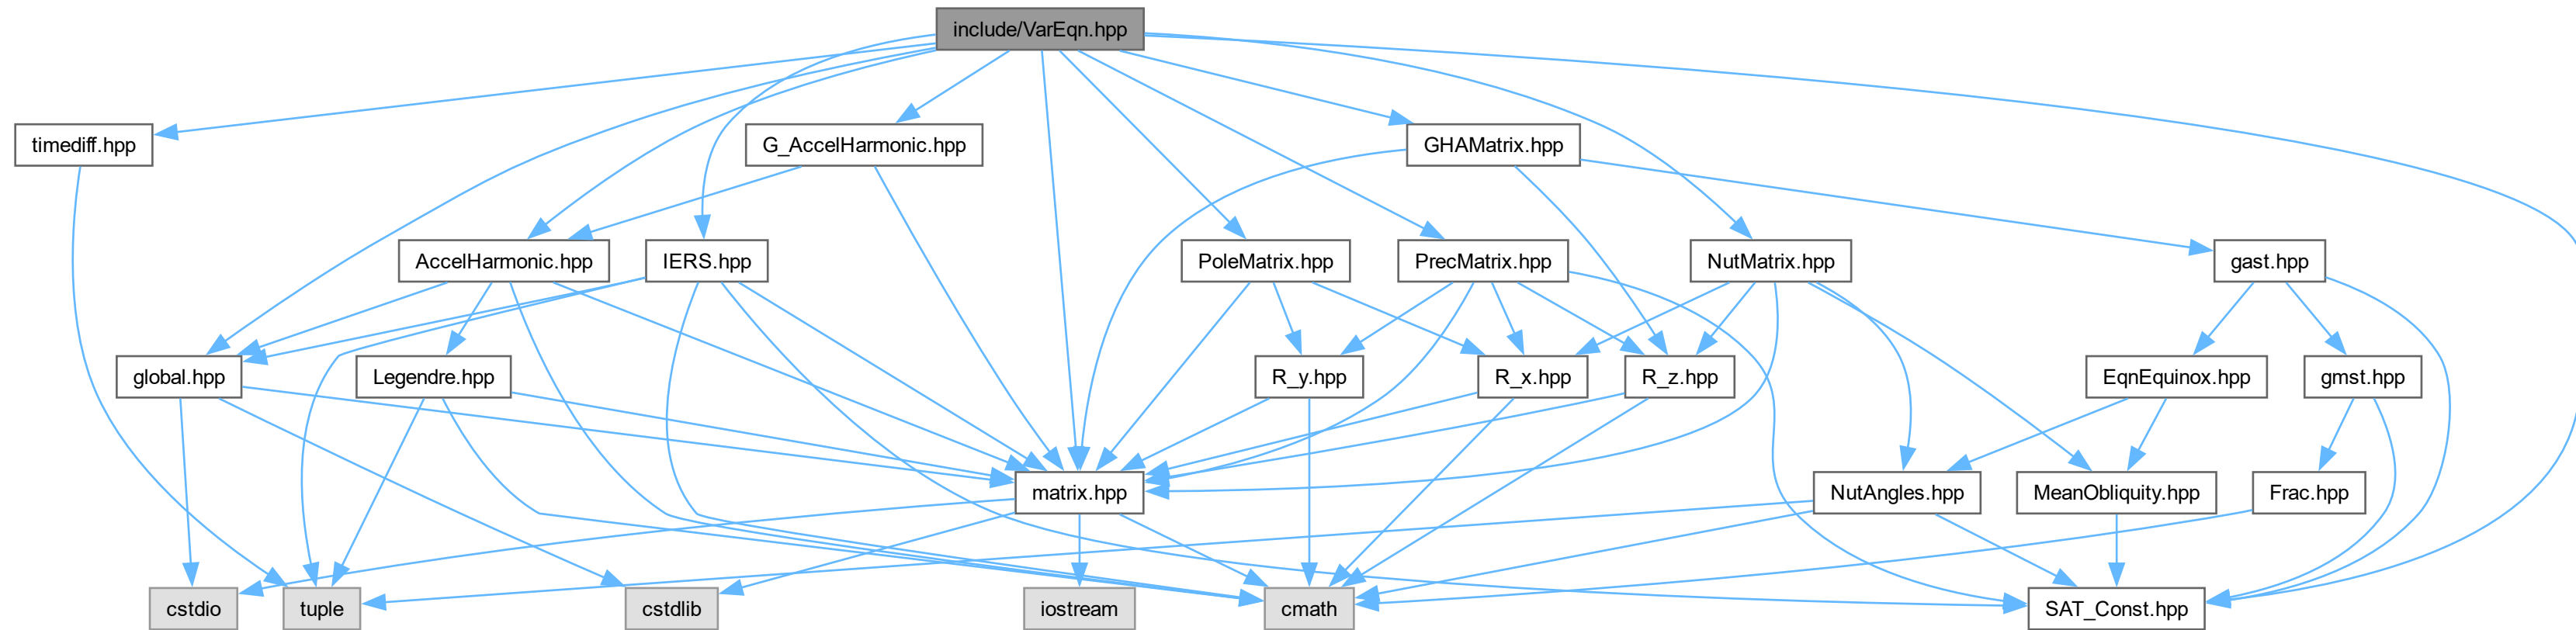 include/VarEqn.hpp
timediff.hpp
G_AccelHarmonic.hpp
GHAMatrix.hpp
AccelHarmonic.hpp
IERS.hpp
PoleMatrix.hpp
PrecMatrix.hpp
NutMatrix.hpp
gast.hpp
global.hpp
Legendre.hpp
R_y.hpp
R_x.hpp
R_z.hpp
EqnEquinox.hpp
gmst.hpp
matrix.hpp
NutAngles.hpp
MeanObliquity.hpp
Frac.hpp
cstdio
tuple
cstdlib
iostream
cmath
SAT_Const.hpp